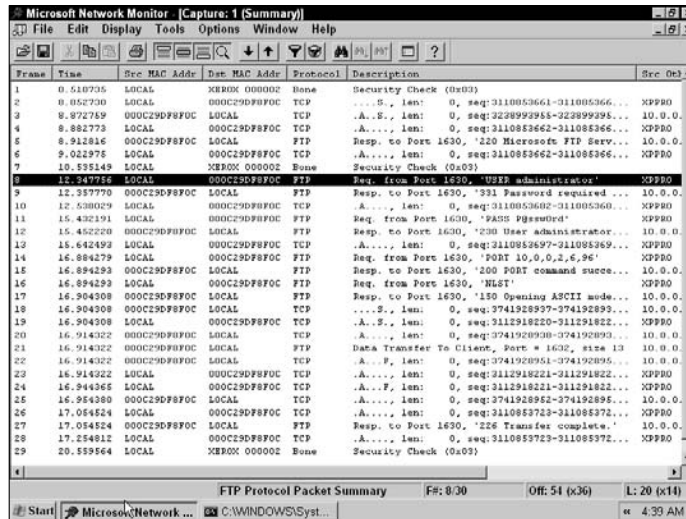 Microsoft Network Monitor - [Capture: 1 (Summary)]
File Edit Display Tools Options Window Help
Frame Time Src MAC Addr Dst MAC Addr Protocol Description Src Oth
1 0.510735 LOCAL XEROX 000002 Bone Security Check (0x03)
2 8.852730 LOCAL 000C29DF8F0C TCP ....S., len: 0, seq:3110853661-311085366... XPPRO
3 8.872759 000C29DF8F0C LOCAL TCP .A..S., len: 0, seq:3238993955-323899395... 10.0.0.
4 8.882773 LOCAL 000C29DF8F0C TCP .A...., len: 0, seq:3110853662-311085366... XPPRO
5 8.912816 000C29DF8F0C LOCAL FTP Resp. to Port 1630, '220 Microsoft FTP Serv... 10.0.0.
6 9.022975 LOCAL 000C29DF8F0C TCP .A...., len: 0, seq:3110853662-311085366... XPPRO
7 10.535149 LOCAL XEROX 000002 Bone Security Check (0x03)
8 12.347756 LOCAL 000C29DF8F0C FTP Req. from Port 1630, 'USER administrator' XPPRO
9 12.357770 000C29DF8F0C LOCAL FTP Resp. to Port 1630, '331 Password required ... 10.0.0.
10 12.538029 LOCAL 000C29DF8F0C TCP .A...., len: 0, XPPRO
11 15.432191 LOCAL 000C29DF8F0C FTP Req. from Port 1630, 'PASS P@ssw0rd' XPPRO
12 15.452220 000C29DF8F0C LOCAL FTP Resp. to Port 1630, '230 User administrator... 10.0.0.
13 15.642493 LOCAL 000C29DF8F0C TCP .A...., len: 0, seq:3110853697-311085369... XPPRO
14 16.884279 LOCAL 000C29DF8F0C FTP Req. from Port 1630, 'PORT 10,0,0,2,6,96' XPPRO
15 16.894293 000C29DF8F0C LOCAL FTP Resp. to Port 1630, '200 PORT command succe... 10.0.0.
16 16.894293 LOCAL 000C29DF8F0C FTP Req. from Port 1630, 'NLST' XPPRO
17 16.904308 000C29DF8F0C LOCAL FTP Resp. to Port 1630, '150 Opening ASCII mode... 10.0.0.
18 16.904308 000C29DF8F0C LOCAL TCP ....S., len: 0, seq:3741928937-374192893... 10.0.0.
19 16.904308 LOCAL 000C29DF8F0C TCP .A..S., len: 0, seq:3112918220-311291822... XPPRO
20 16.914322 000C29DF8F0C LOCAL TCP .A...., len: 0, seq:3741928938-374192893... 10.0.0.
21 16.914322 000C29DF8F0C LOCAL FTP Data Transfer To Client, Port = 1632, size 13 10.0.0.
22 16.914322 000C29DF8F0C LOCAL TCP .A...F, len: 0, seq:3741928951-374192895... 10.0.0.
23 16.914322 LOCAL 000C29DF8F0C TCP .A...., len: 0, seq:3112918221-311291822... XPPRO
24 16.944365 LOCAL 000C29DF8F0C TCP .A...F, len: 0, seq:3112918221-311291822... XPPRO
25 16.954380 000C29DF8F0C LOCAL TCP .A...., len: 0, seq:3741928952-374192895... 10.0.0.
26 17.054524 LOCAL 000C29DF8F0C TCP .A...., len: 0, seq:3110853723-311085372... XPPRO
27 17.054524 000C29DF8F0C LOCAL FTP Resp. to Port 1630, '226 Transfer complete.' 10.0.0.
28 17.254812 LOCAL 000C29DF8F0C TCP .A...., len: 0, seq:3110853723-311085372... XPPRO
29 20.559564 LOCAL XEROX 000002 Bone Security Check (0x03)
FTP Protocol Packet Summary F#: 8/30 Off: 54 (x36) L: 20 (x14)
Start Microsoft Network ... C:\WINDOWS\Syst... 4:39 AM